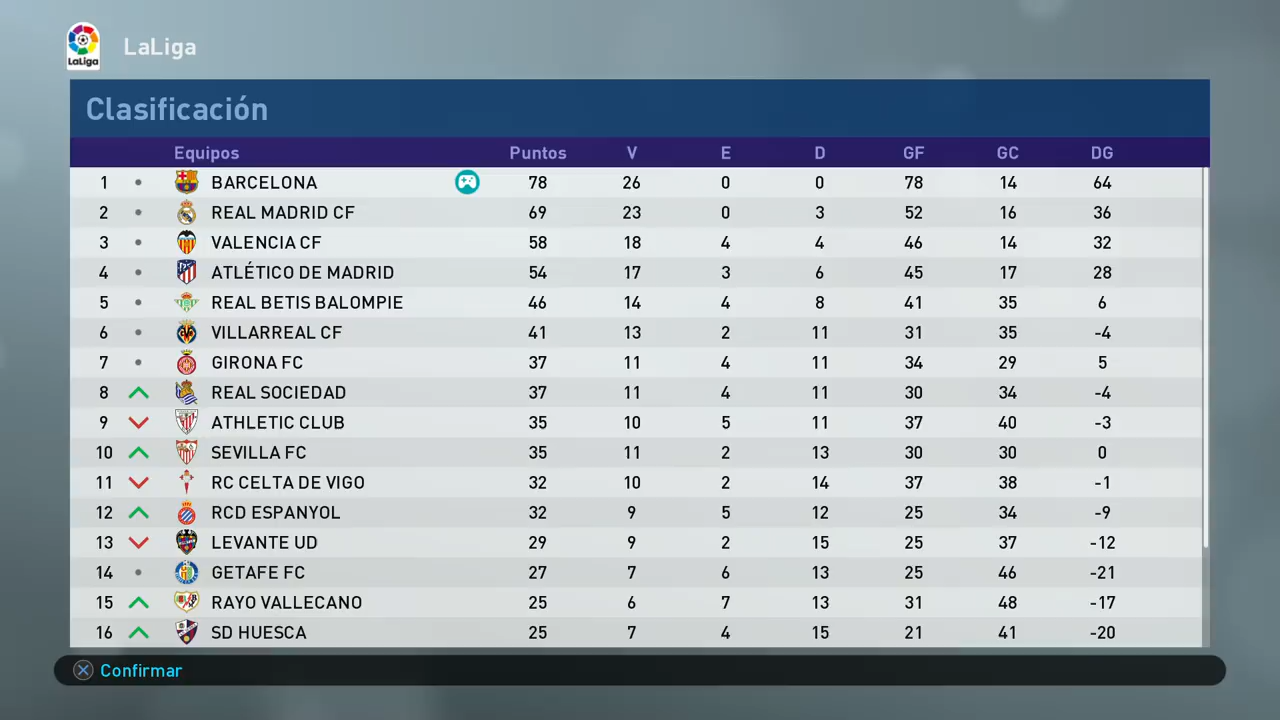 LaLiga
LaLiga
Clasificación
Equipos Puntos V E D GF GC DG
1 BARCELONA 78 26 0 0 78 14 64
2 REAL MADRID CF 69 23 0 3 52 16 36
3 VALENCIA CF 58 18 4 4 46 14 32
4 ATLÉTICO DE MADRID 54 17 3 6 45 17 28
5 REAL BETIS BALOMPIE 46 14 4 8 41 35 6
6 VILLARREAL CF 41 13 2 11 31 35 -4
7 GIRONA FC 37 11 4 11 34 29 5
8 REAL SOCIEDAD 37 11 4 11 30 34 -4
9 ATHLETIC CLUB 35 10 5 11 37 40 -3
10 SEVILLA FC 35 11 2 13 30 30 0
11 RC CELTA DE VIGO 32 10 2 14 37 38 -1
12 RCD ESPANYOL 32 9 5 12 25 34 -9
13 LEVANTE UD 29 9 2 15 25 37 -12
14 GETAFE FC 27 7 6 13 25 46 -21
15 RAYO VALLECANO 25 6 7 13 31 48 -17
16 SD HUESCA 25 7 4 15 21 41 -20
Confirmar